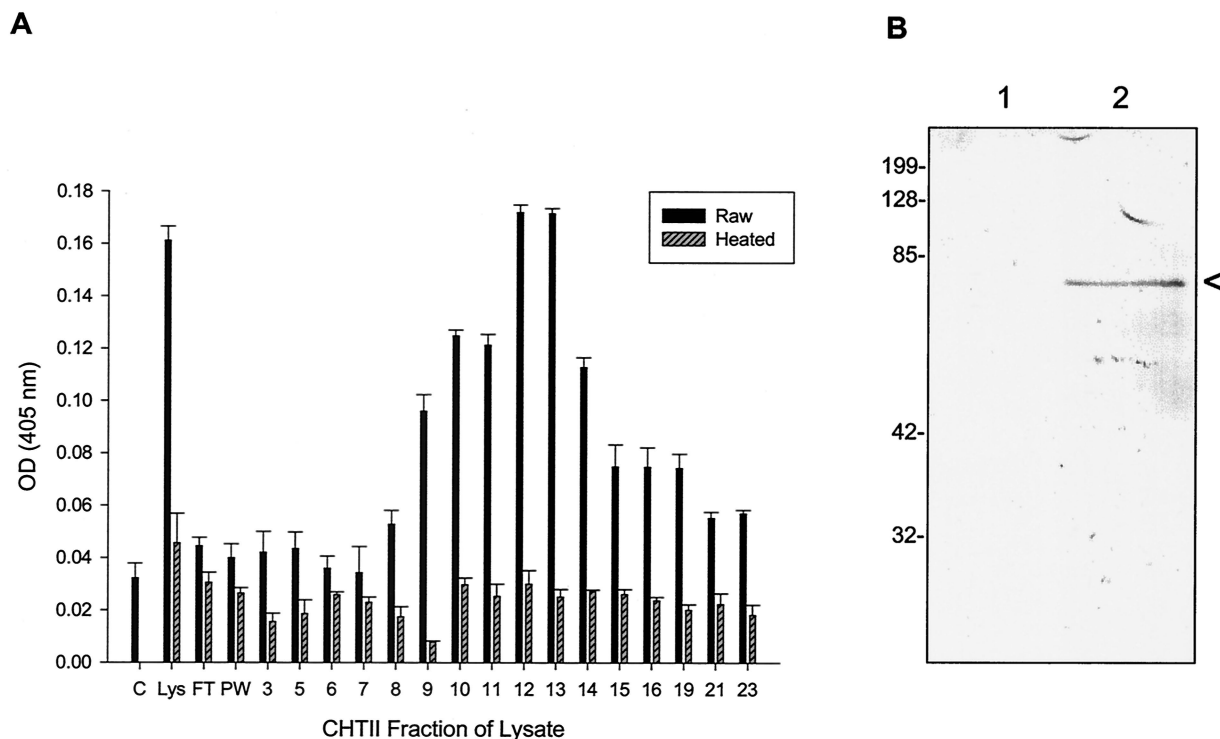 A
B
1 2
199-
128-
85-
42-
32-
<
0.18
0.16
0.14
0.12
0.10
0.08
0.06
0.04
0.02
0.00
OD (405 nm)
Raw
Heated
C Lys FT PW 3 5 6 7 8 9 10 11 12 13 14 15 16 19 21 23
CHTII Fraction of Lysate